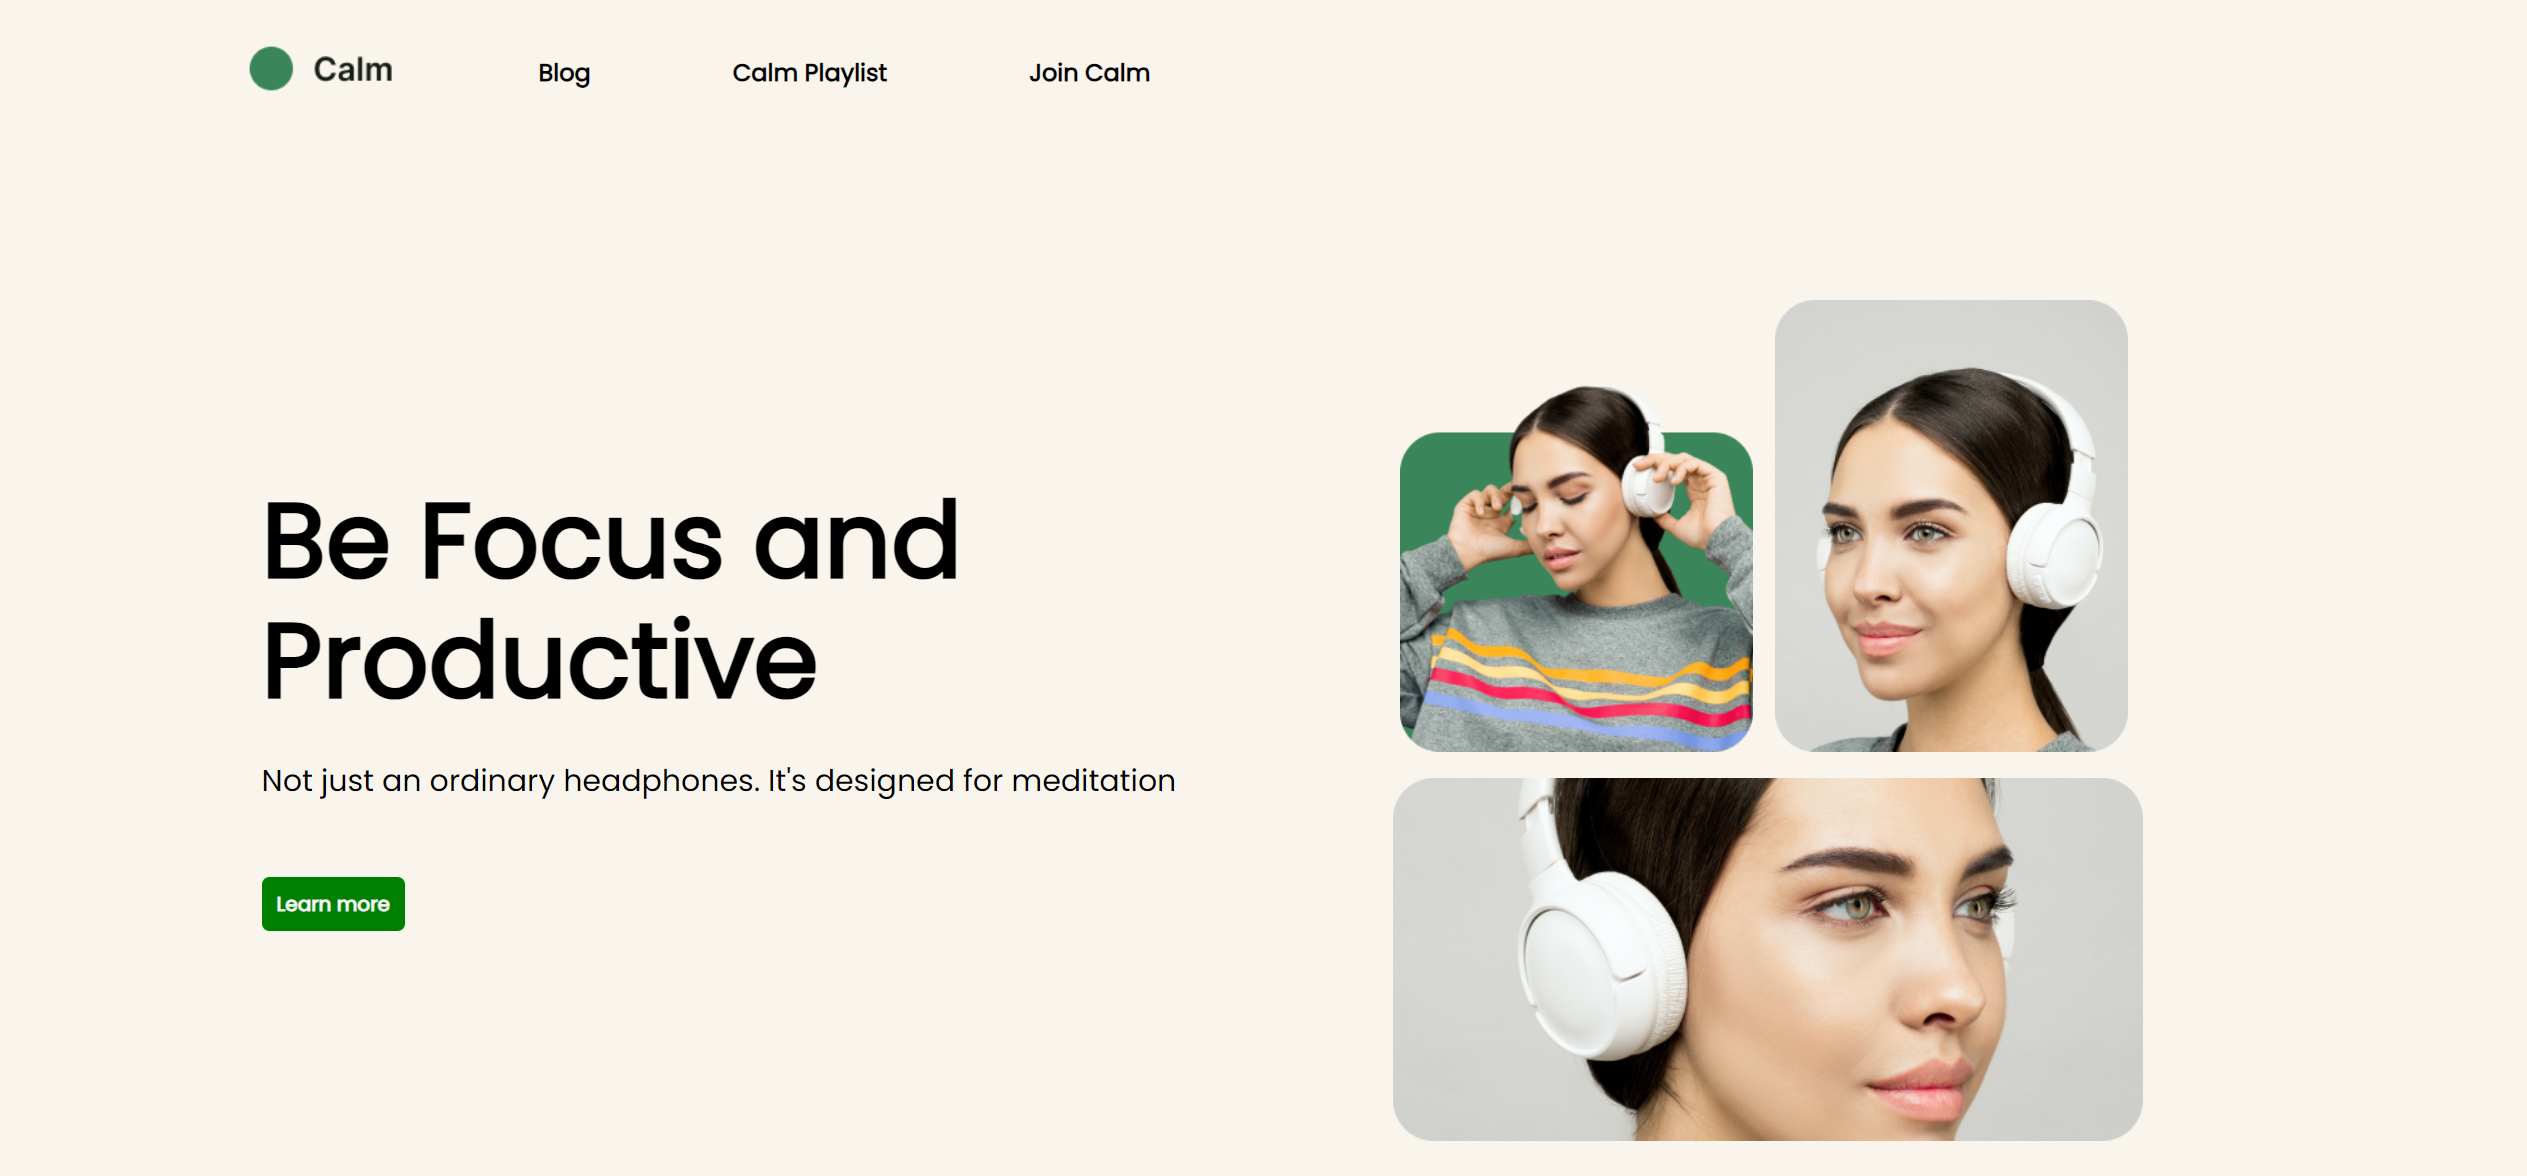 Calm
Blog
Calm Playlist
Join Calm
Be Focus and
Productive
Not just an ordinary headphones. It's designed for meditation
Learn more